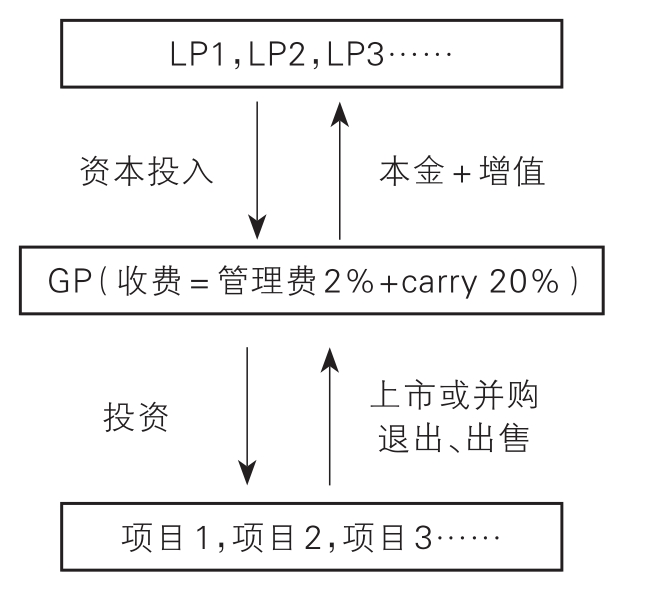 LP1,LP2,LP3……
资本投入
本金+增值
GP(收费=管理费2%+carry 20%)
投资
上市或并购
退出、出售
项目1,项目2,项目3……